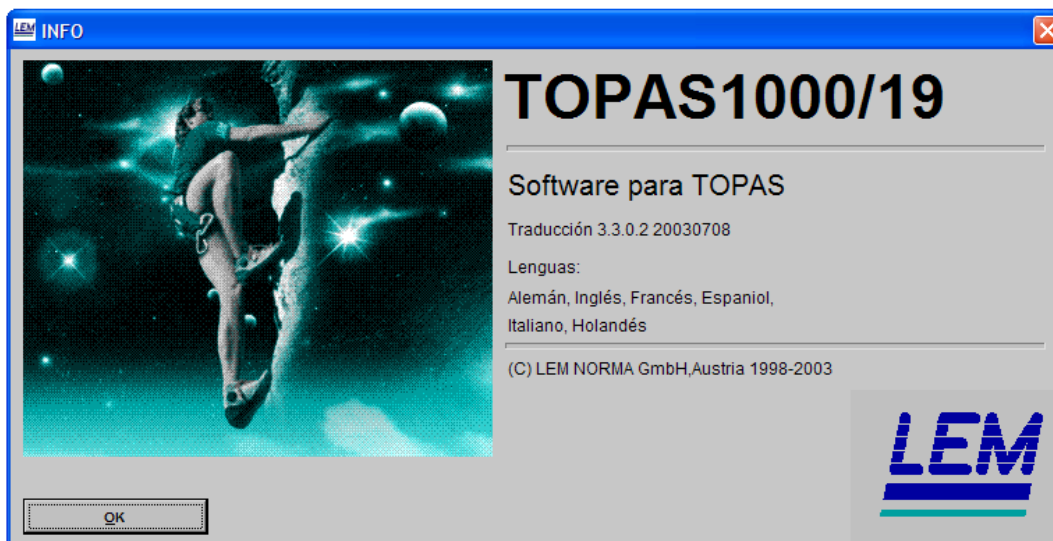 LEM INFO
TOPAS1000/19
Software para TOPAS
Traducción 3.3.0.2 20030708
Lenguas:
Alemán, Inglés, Francés, Espaniol,
Italiano, Holandés
(C) LEM NORMA GmbH,Austria 1998-2003
LEM
OK